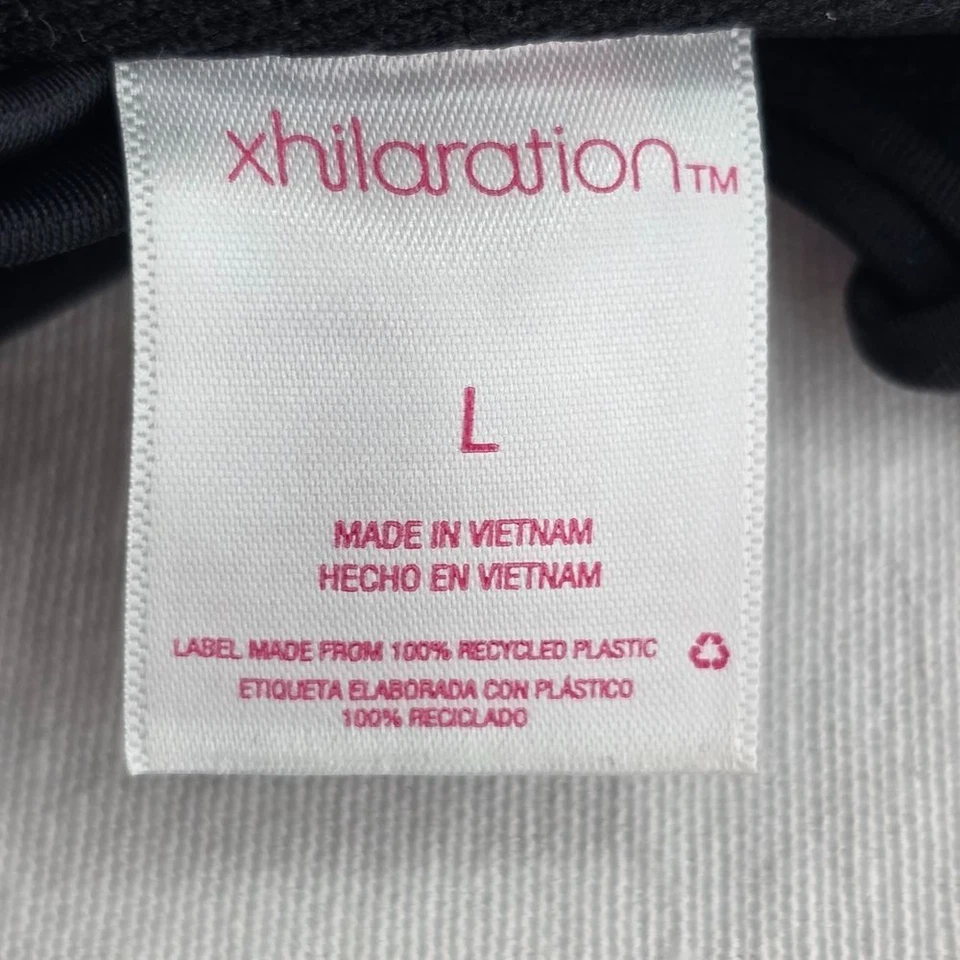 xhilaration™
L
MADE IN VIETNAM
HECHO EN VIETNAM
LABEL MADE FROM 100% RECYCLED PLASTIC
ETIQUETA ELABORADA CON PLÁSTICO
100% RECICLADO